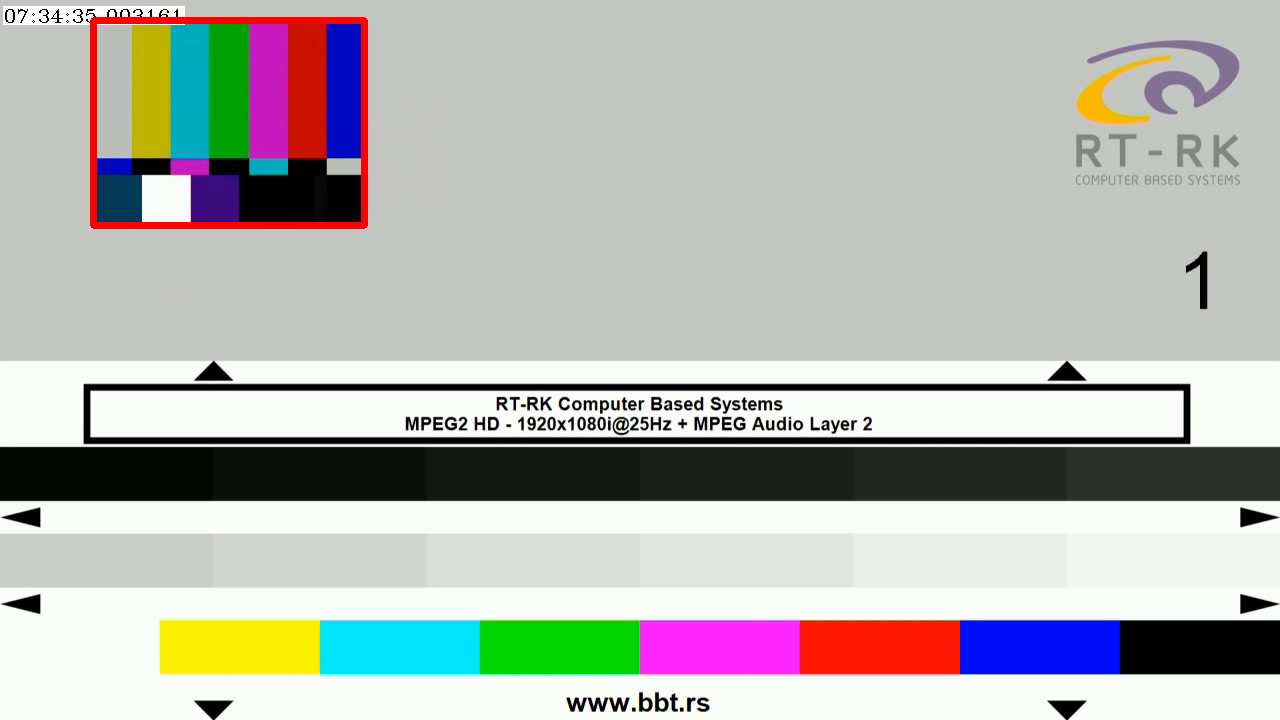 07:34:35.003161
RT-RK
COMPUTER BASED SYSTEMS
1
RT-RK Computer Based Systems
MPEG2 HD - 1920x1080i@25Hz + MPEG Audio Layer 2
www.bbt.rs